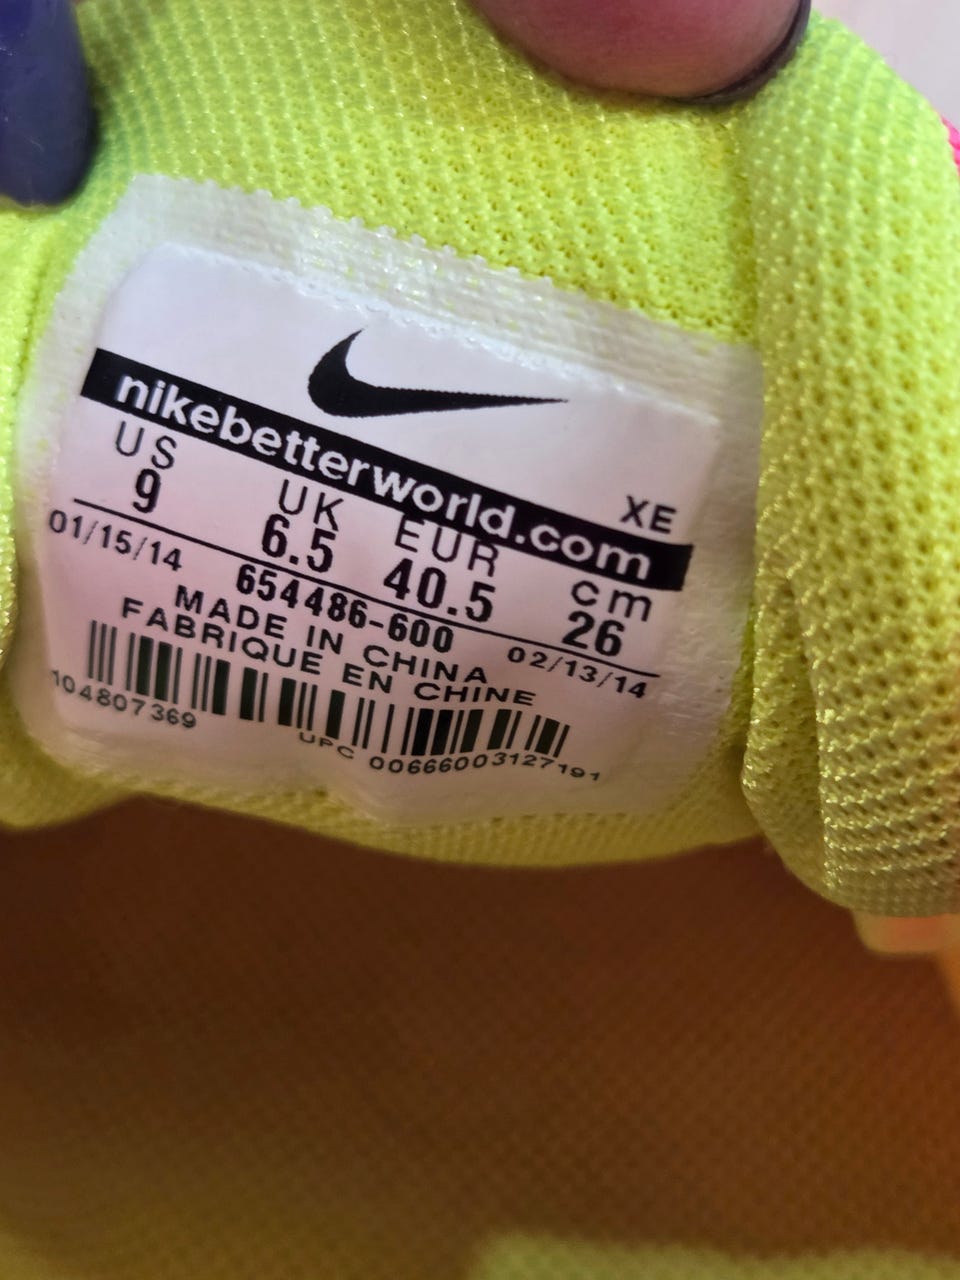 nikebetterworld.com
XE
US UK EUR cm
9 6.5 40.5 26
01/15/14 654486-600 02/13/14
MADE IN CHINA
FABRIQUE EN CHINE
104807369
UPC 00666003127191